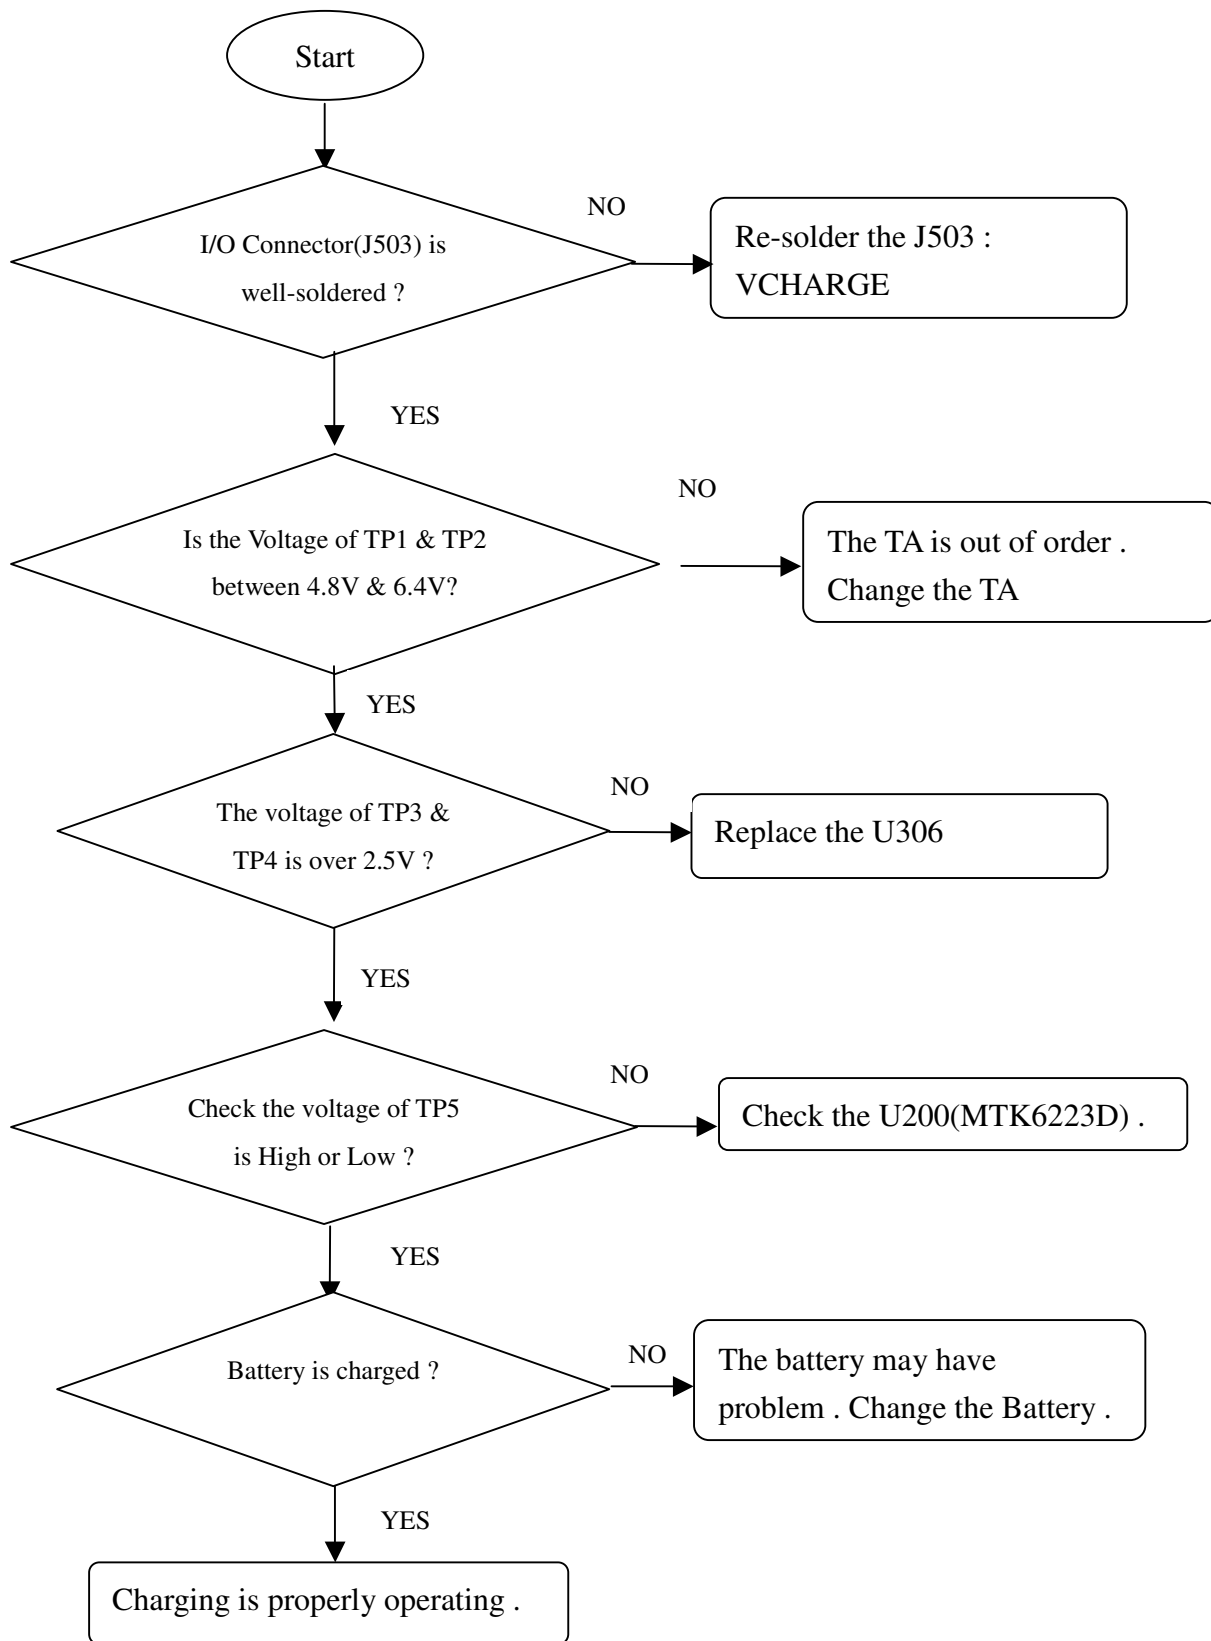 Start
I/O Connector(J503) is
well-soldered ?
NO
Re-solder the J503 :
VCHARGE
YES
Is the Voltage of TP1 & TP2
between 4.8V & 6.4V?
NO
The TA is out of order .
Change the TA
YES
The voltage of TP3 &
TP4 is over 2.5V ?
NO
Replace the U306
YES
Check the voltage of TP5
is High or Low ?
NO
Check the U200(MTK6223D) .
YES
Battery is charged ?
NO
The battery may have
problem . Change the Battery .
YES
Charging is properly operating .